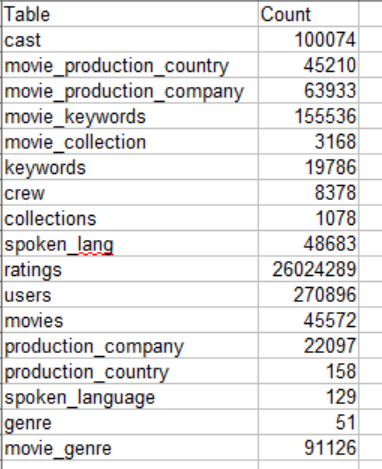 Table Count
cast 100074
movie_production_country 45210
movie_production_company 63933
movie_keywords 155536
movie_collection 3168
keywords 19786
crew 8378
collections 1078
spoken_lang 48683
ratings 26024289
users 270896
movies 45572
production_company 22097
production_country 158
spoken_language 129
genre 51
movie_genre 91126